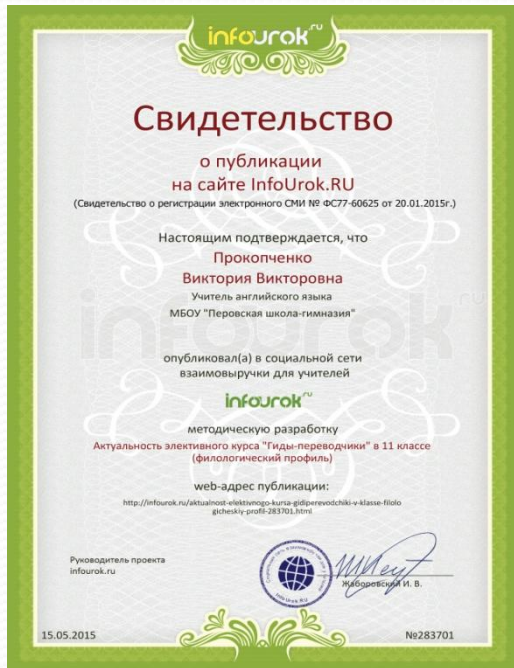 infourok ru
Свидетельство
о публикации
на сайте InfoUrok.RU
(Свидетельство о регистрации электронного СМИ № ФС77-60625 от 20.01.2015г.)
Настоящим подтверждается, что
Прокопченко
Виктория Викторовна
Учитель английского языка
МБОУ "Перовская школа-гимназия"
infourok ru
опубликовал(а) в социальной сети
взаимовыручки для учителей
infourok ru
методическую разработку
Актуальность элективного курса "Гиды-переводчики" в 11 классе
(филологический профиль)
web-адрес публикации:
http://infourok.ru/aktualnost-elektivnogo-kursa-gidiperevodchiki-v-klasse-filolo
gicheskiy-profil-283701.html
Руководитель проекта
infourok.ru
Жаборовский И. В.
15.05.2015
№283701